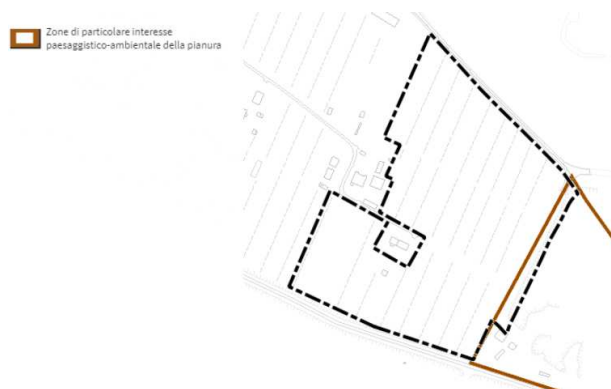 Zone di particolare interesse
paesaggistico-ambientale della pianura